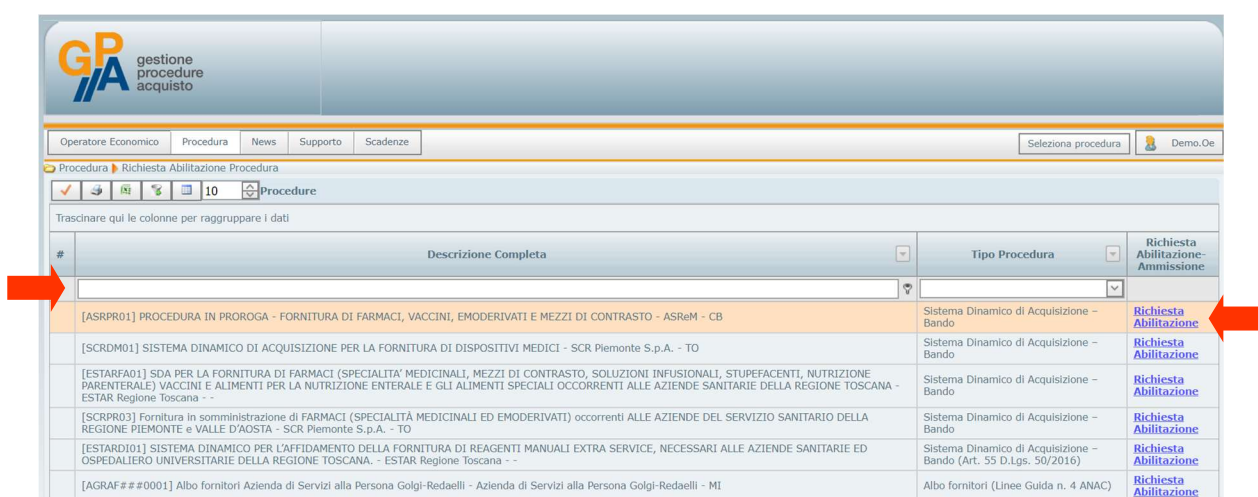 GPA gestione
procedure
acquisto
Operatore Economico Procedura News Supporto Scadenze Seleziona procedura Demo.Oe
Procedura Richiesta Abilitazione Procedura
10 Procedure
Trascinare qui le colonne per raggruppare i dati
# Descrizione Completa Tipo Procedura Richiesta
Abilitazione-
Ammissione
[ASRPR01] PROCEDURA IN PROROGA - FORNITURA DI FARMACI, VACCINI, EMODERIVATI E MEZZI DI CONTRASTO - ASReM - CB
Sistema Dinamico di Acquisizione –
Bando
Richiesta
Abilitazione
[SCRDM01] SISTEMA DINAMICO DI ACQUISIZIONE PER LA FORNITURA DI DISPOSITIVI MEDICI - SCR Piemonte S.p.A. - TO
Sistema Dinamico di Acquisizione –
Bando
Richiesta
Abilitazione
[ESTARFA01] SDA PER LA FORNITURA DI FARMACI (SPECIALITA’ MEDICINALI, MEZZI DI CONTRASTO, SOLUZIONI INFUSIONALI, STUPEFACENTI, NUTRIZIONE
PARENTERALE) VACCINI E ALIMENTI PER LA NUTRIZIONE ENTERALE E GLI ALIMENTI SPECIALI OCCORRENTI ALLE AZIENDE SANITARIE DELLA REGIONE TOSCANA -
ESTAR Regione Toscana - -
Sistema Dinamico di Acquisizione –
Bando
Richiesta
Abilitazione
[SCRPR03] Fornitura in somministrazione di FARMACI (SPECIALITÀ MEDICINALI ED EMODERIVATI) occorrenti ALLE AZIENDE DEL SERVIZIO SANITARIO DELLA
REGIONE PIEMONTE e VALLE D’AOSTA - SCR Piemonte S.p.A. - TO
Sistema Dinamico di Acquisizione –
Bando
Richiesta
Abilitazione
[ESTARDI01] SISTEMA DINAMICO PER L’AFFIDAMENTO DELLA FORNITURA DI REAGENTI MANUALI EXTRA SERVICE, NECESSARI ALLE AZIENDE SANITARIE ED
OSPEDALIERO UNIVERSITARIE DELLA REGIONE TOSCANA. - ESTAR Regione Toscana - -
Sistema Dinamico di Acquisizione –
Bando (Art. 55 D.Lgs. 50/2016)
Richiesta
Abilitazione
[AGRAF###0001] Albo fornitori Azienda di Servizi alla Persona Golgi-Redaelli - Azienda di Servizi alla Persona Golgi-Redaelli - MI
Albo fornitori (Linee Guida n. 4 ANAC)
Richiesta
Abilitazione